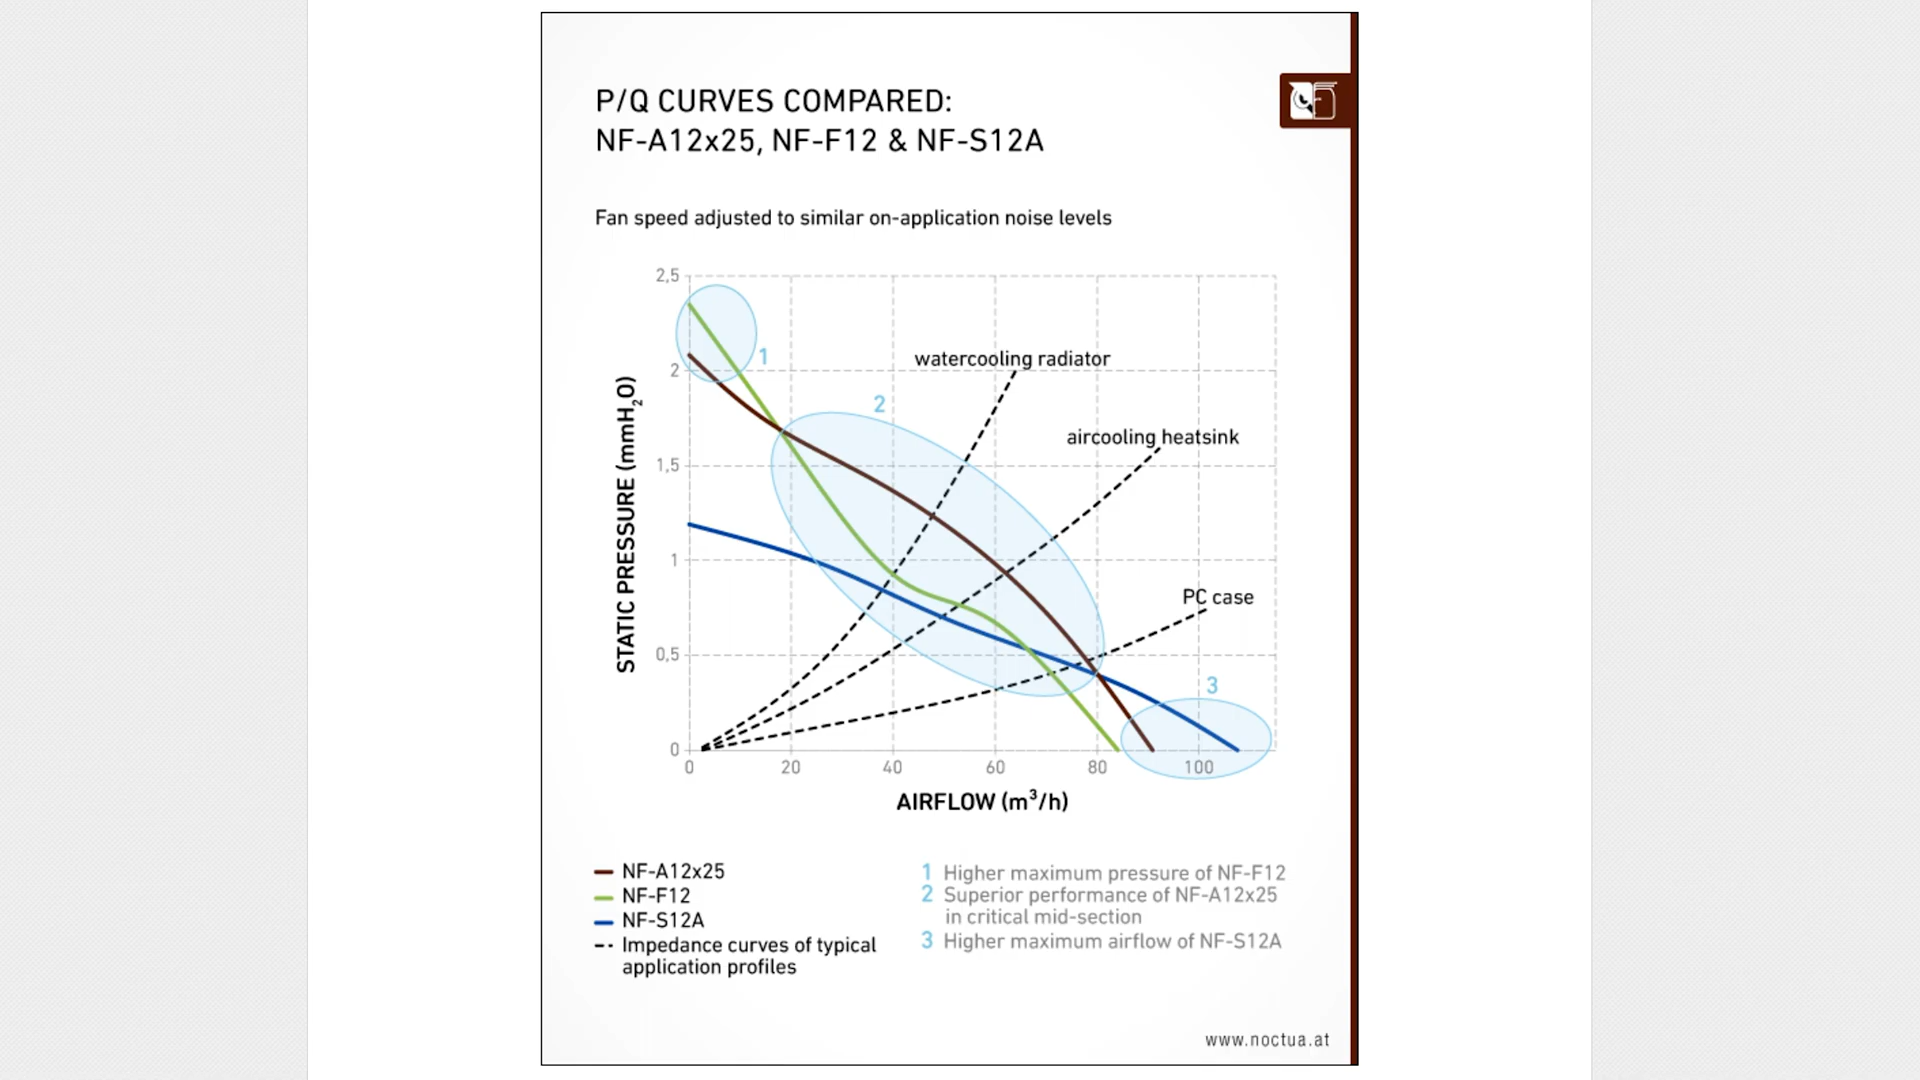 P/Q CURVES COMPARED:
NF-A12x25, NF-F12 & NF-S12A
Fan speed adjusted to similar on-application noise levels
STATIC PRESSURE (mmH₂O)
2,5
2
1,5
1
0,5
0
1
2
3
watercooling radiator
aircooling heatsink
PC case
0
20
40
60
80
100
AIRFLOW (m³/h)
NF-A12x25
NF-F12
NF-S12A
Impedance curves of typical
application profiles
1 Higher maximum pressure of NF-F12
2 Superior performance of NF-A12x25
in critical mid-section
3 Higher maximum airflow of NF-S12A
www.noctua.at